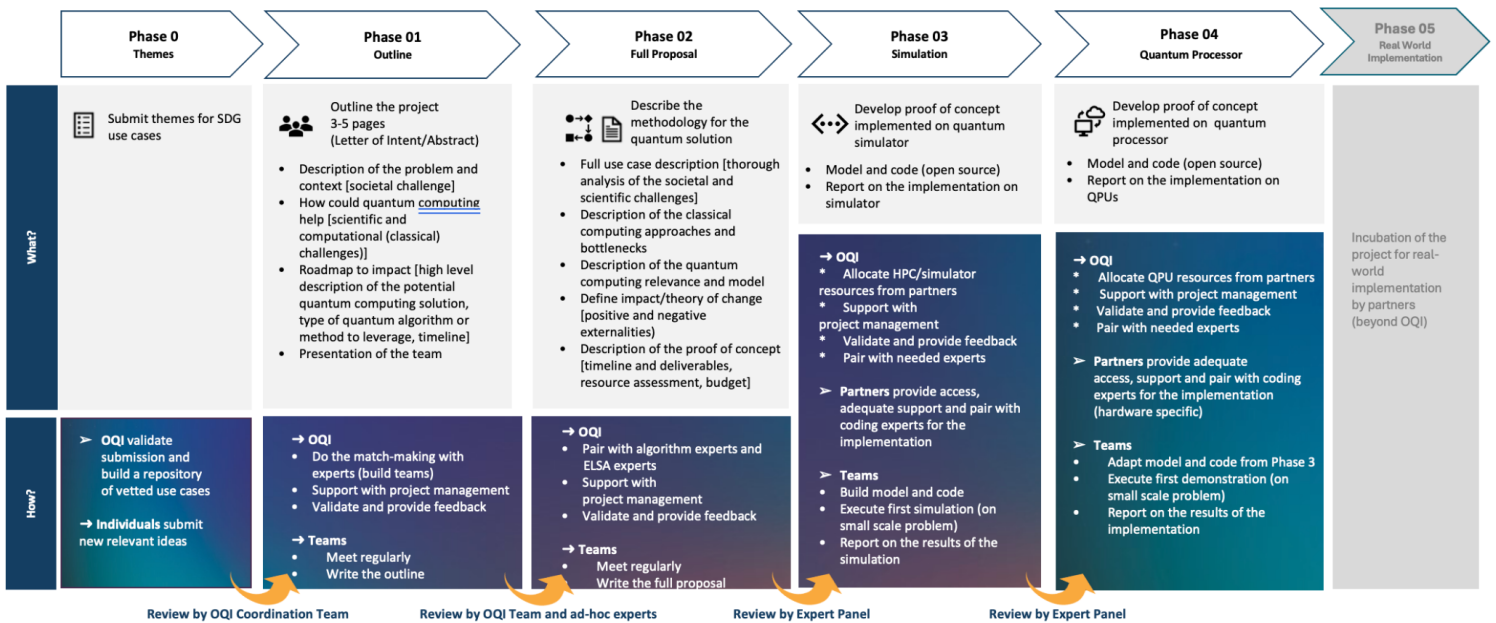 Phase 0
Themes
Phase 01
Outline
Phase 02
Full Proposal
Phase 03
Simulation
Phase 04
Quantum Processor
Phase 05
Real World
Implementation
What?
Submit themes for SDG
use cases
Outline the project
3-5 pages
(Letter of Intent/Abstract)
• Description of the problem and
context [societal challenge]
• How could quantum computing
help [scientific and
computational (classical)
challenges)]
• Roadmap to impact [high level
description of the potential
quantum computing solution,
type of quantum algorithm or
method to leverage, timeline]
• Presentation of the team
Describe the
methodology for the
quantum solution
• Full use case description [thorough
analysis of the societal and
scientific challenges]
• Description of the classical
computing approaches and
bottlenecks
• Description of the quantum
computing relevance and model
• Define impact/theory of change
[positive and negative
externalities)
• Description of the proof of concept
[timeline and deliverables,
resource assessment, budget]
Develop proof of concept
implemented on quantum
simulator
• Model and code (open source)
• Report on the implementation on
simulator
Develop proof of concept
implemented on quantum
processor
• Model and code (open source)
• Report on the implementation on
QPUs
Incubation of the
project for real-
world
implementation
by partners
(beyond OQI)
How?
➢ OQI validate
submission and
build a repository
of vetted use cases
➔ Individuals submit
new relevant ideas
➔ OQI
• Do the match-making with
experts (build teams)
• Support with project management
• Validate and provide feedback
➔ Teams
• Meet regularly
• Write the outline
➔ OQI
• Pair with algorithm experts and
ELSA experts
• Support with
project management
• Validate and provide feedback
➔ Teams
• Meet regularly
• Write the full proposal
➔ OQI
* Allocate HPC/simulator
resources from partners
* Support with
project management
* Validate and provide feedback
* Pair with needed experts
➢ Partners provide access,
adequate support and pair with
coding experts for the
implementation
➢ Teams
• Build model and code
• Execute first simulation (on
small scale problem)
• Report on the results of the
simulation
➔ OQI
* Allocate QPU resources from partners
* Support with project management
* Validate and provide feedback
* Pair with needed experts
➢ Partners provide adequate
access, support and pair with coding
experts for the implementation
(hardware specific)
➢ Teams
• Adapt model and code from Phase 3
• Execute first demonstration (on
small scale problem)
• Report on the results of the
implementation
Review by OQI Coordination Team
Review by OQI Team and ad-hoc experts
Review by Expert Panel
Review by Expert Panel